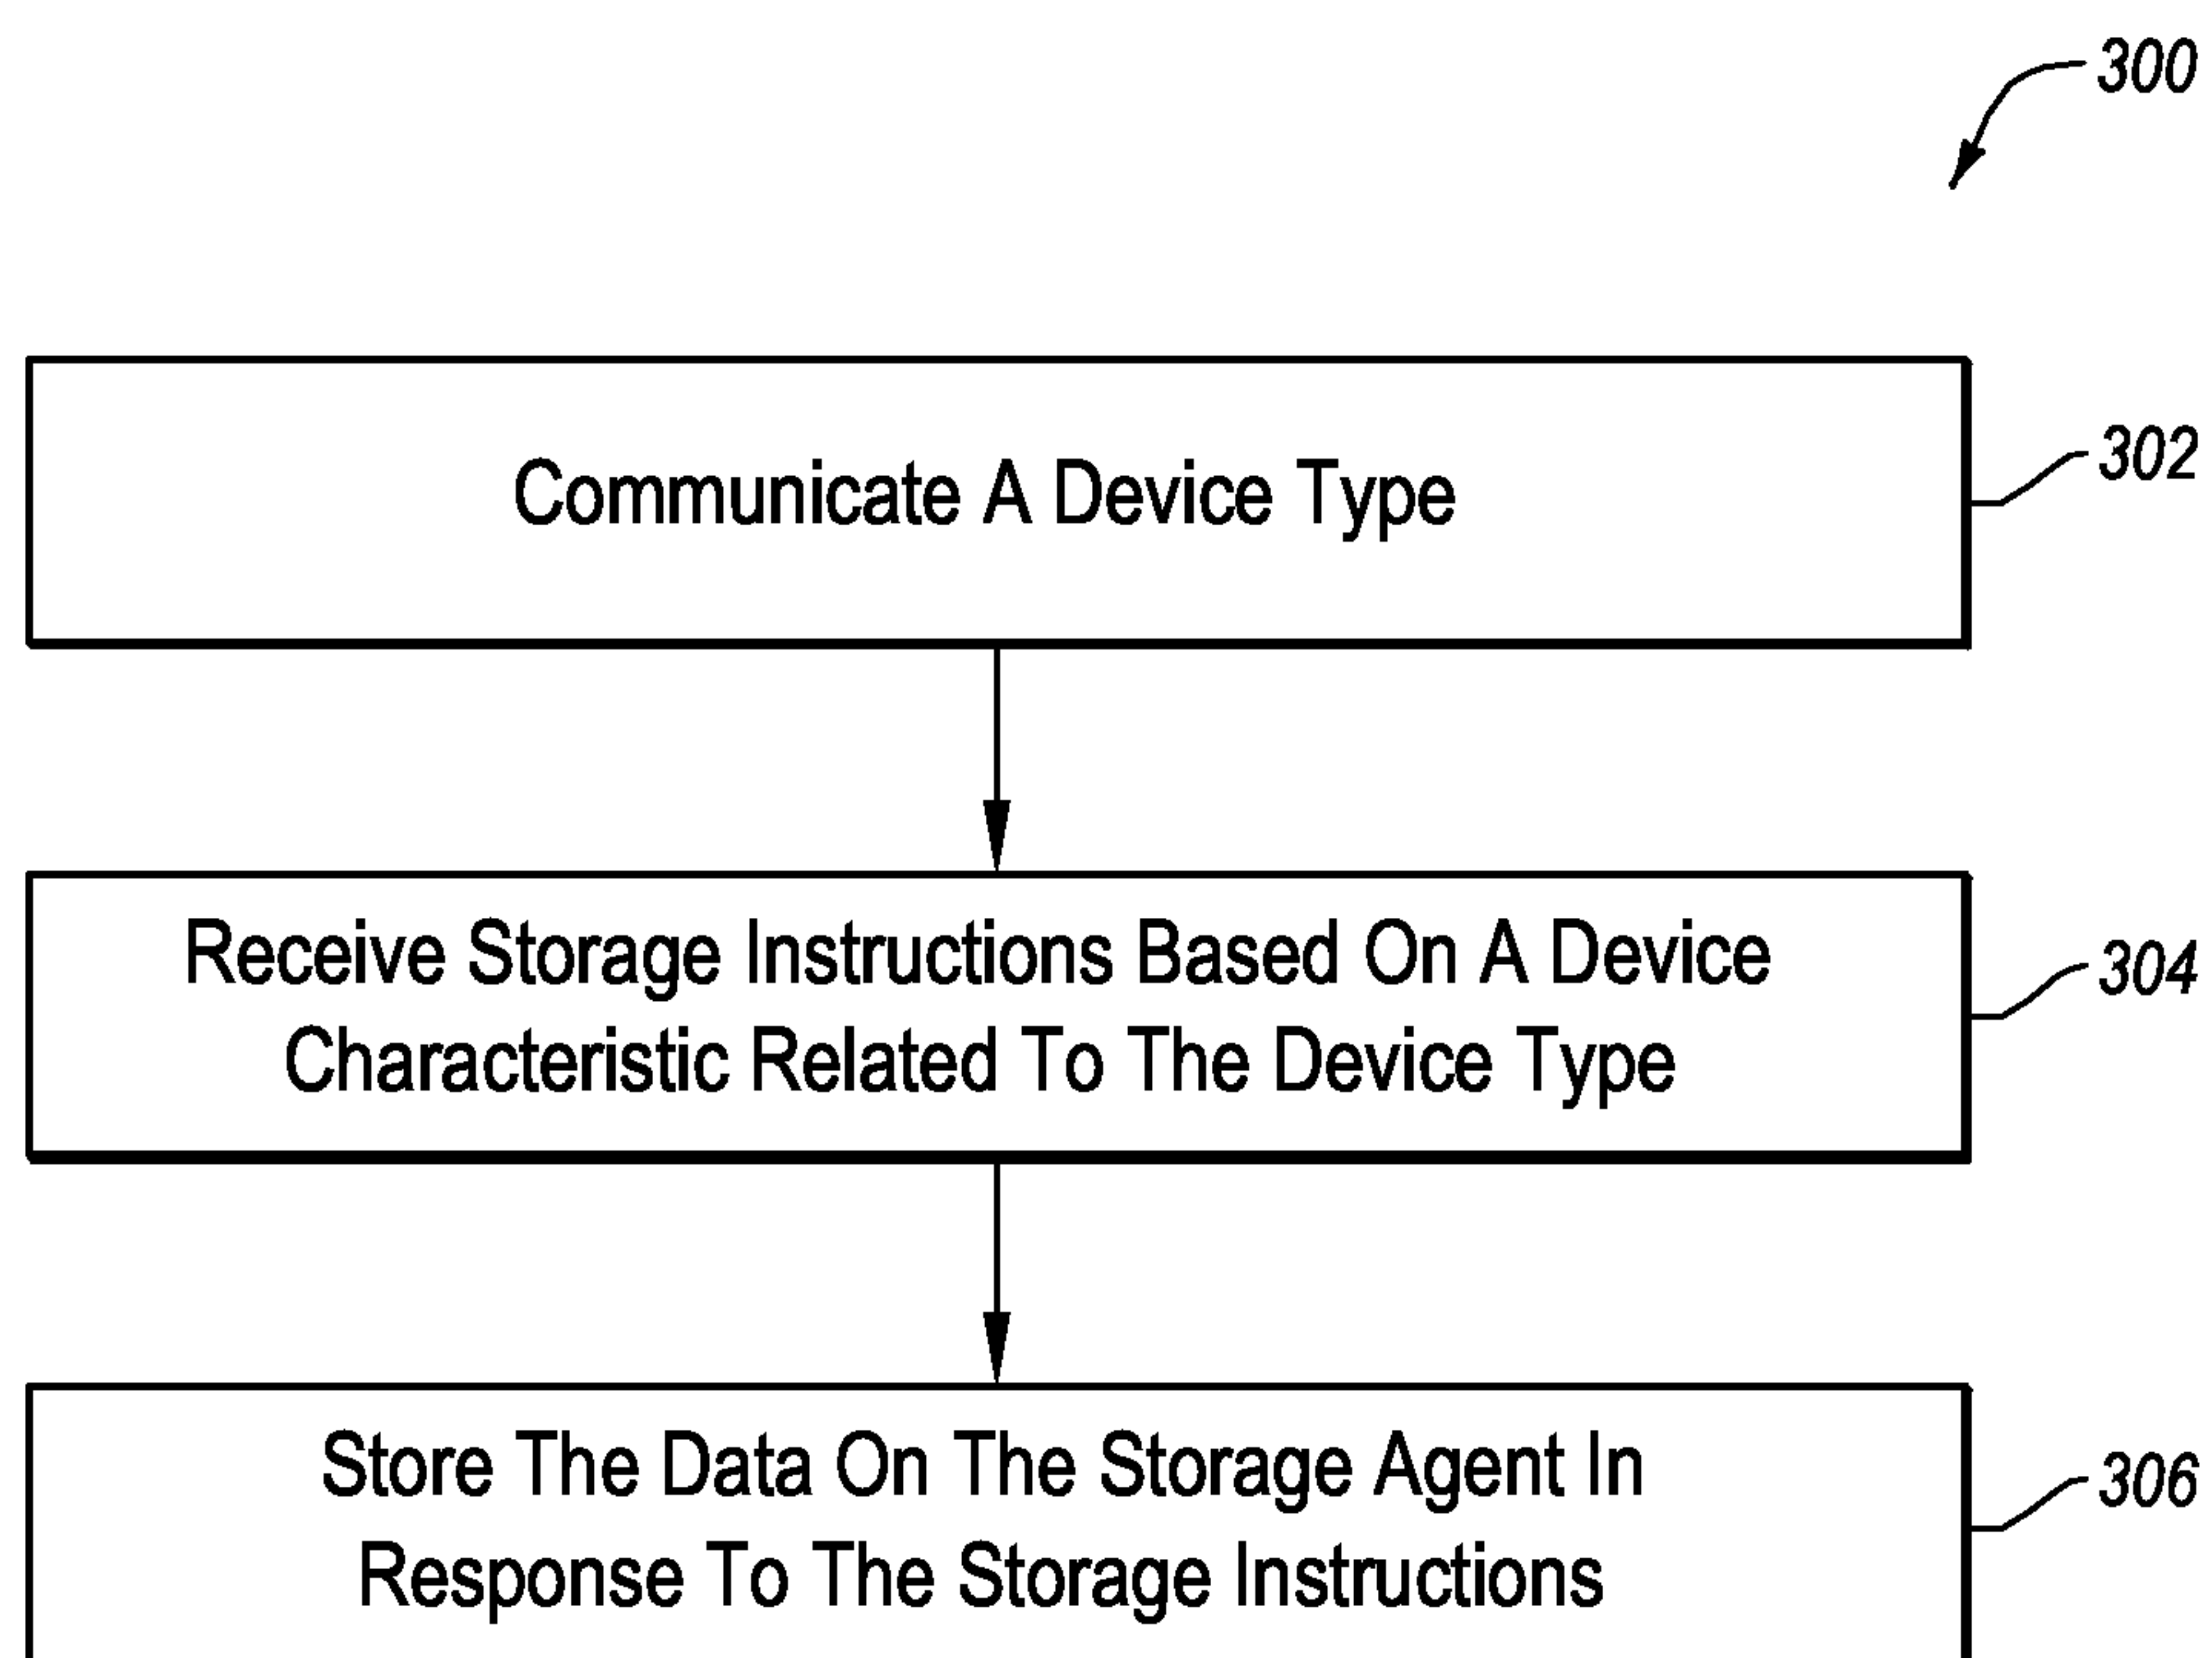 300
Communicate A Device Type
302
Receive Storage Instructions Based On A Device
Characteristic Related To The Device Type
304
Store The Data On The Storage Agent In
Response To The Storage Instructions
306